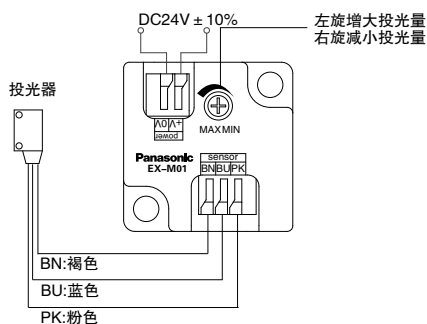 DC24V ± 10%
左旋增大投光量
右旋减小投光量
投光器
+V 0V
power
MAX MIN
Panasonic
EX-M01
sensor
BN BU PK
BN:褐色
BU:蓝色
PK:粉色